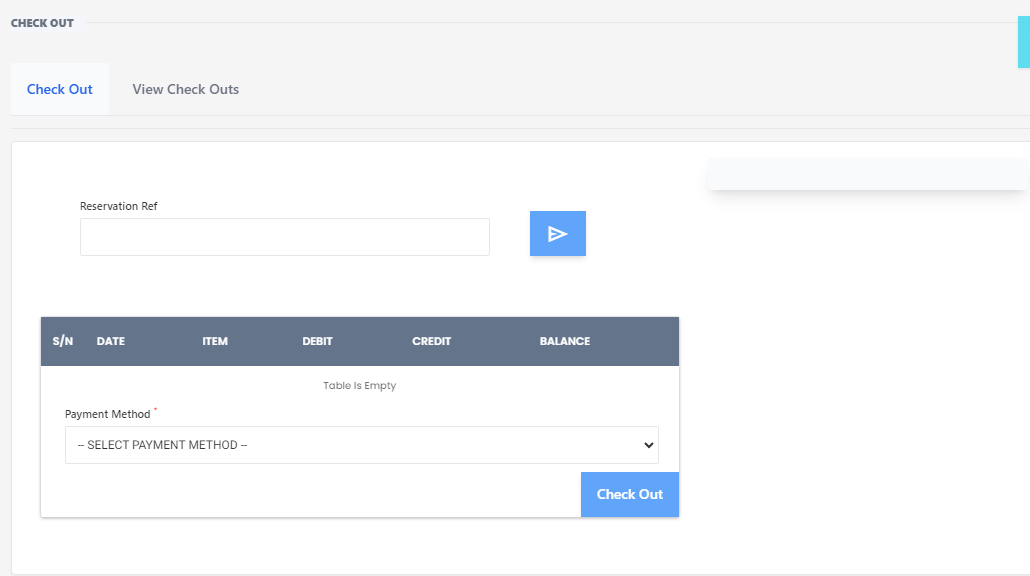 CHECK OUT
Check Out View Check Outs
Reservation Ref
S/N DATE ITEM DEBIT CREDIT BALANCE
Table Is Empty
Payment Method *
-- SELECT PAYMENT METHOD --
Check Out